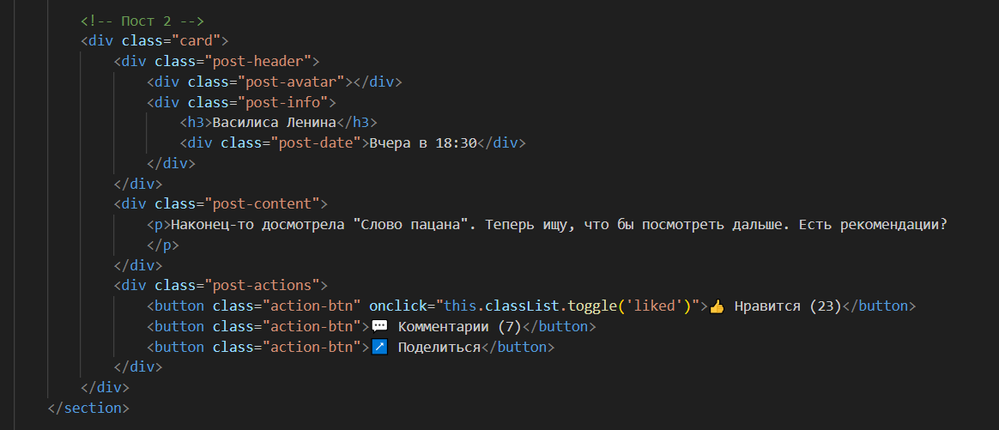 <!-- Пост 2 -->
<div class="card">
<div class="post-header">
<div class="post-avatar"></div>
<div class="post-info">
<h3>Василиса Ленина</h3>
<div class="post-date">Вчера в 18:30</div>
</div>
</div>
<div class="post-content">
<p>Наконец-то досмотрела "Слово пацана". Теперь ищу, что бы посмотреть дальше. Есть рекомендации?
</p>
</div>
<div class="post-actions">
<button class="action-btn" onclick="this.classList.toggle('liked')">👍 Нравится (23)</button>
<button class="action-btn">💬 Комментарии (7)</button>
<button class="action-btn">↗️ Поделиться</button>
</div>
</div>
</section>